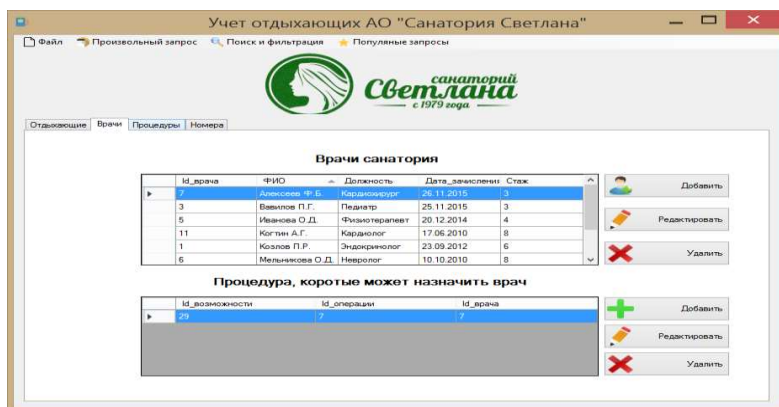 Учет отдыхающих АО "Санатория Светлана"
Файл Произвольный запрос Поиск и фильтрация Популяные запросы
санаторий
Светлана
с 1979 года
Отдыхающие Врачи Процедуры Номера
Врачи санатория
Id_врача ФИО Должность Дата_зачисления Стаж
7 Алексеев Ф.Б. Кардиохирург 26.11.2015 3
3 Вавилов П.Г. Педиатр 25.11.2015 3
5 Иванова О.Д. Физиотерапевт 20.12.2014 4
11 Когтин А.Г. Кардиолог 17.06.2010 8
1 Козлов П.Р. Эндокринолог 23.09.2012 6
6 Мельникова О.Д. Невролог 10.10.2010 8
Добавить
Редактировать
Удалить
Процедура, коротые может назначить врач
Id_возможности Id_операции Id_врача
29 7 7
Добавить
Редактировать
Удалить